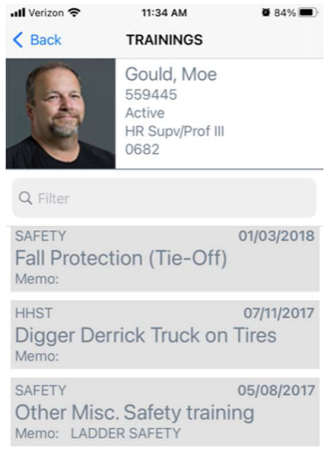 Verizon 11:34 AM 84%
Back TRAININGS
Gould, Moe
559445
Active
HR Supv/Prof III
0682
Filter
SAFETY 01/03/2018
Fall Protection (Tie-Off)
Memo:
HHST 07/11/2017
Digger Derrick Truck on Tires
Memo:
SAFETY 05/08/2017
Other Misc. Safety training
Memo: LADDER SAFETY